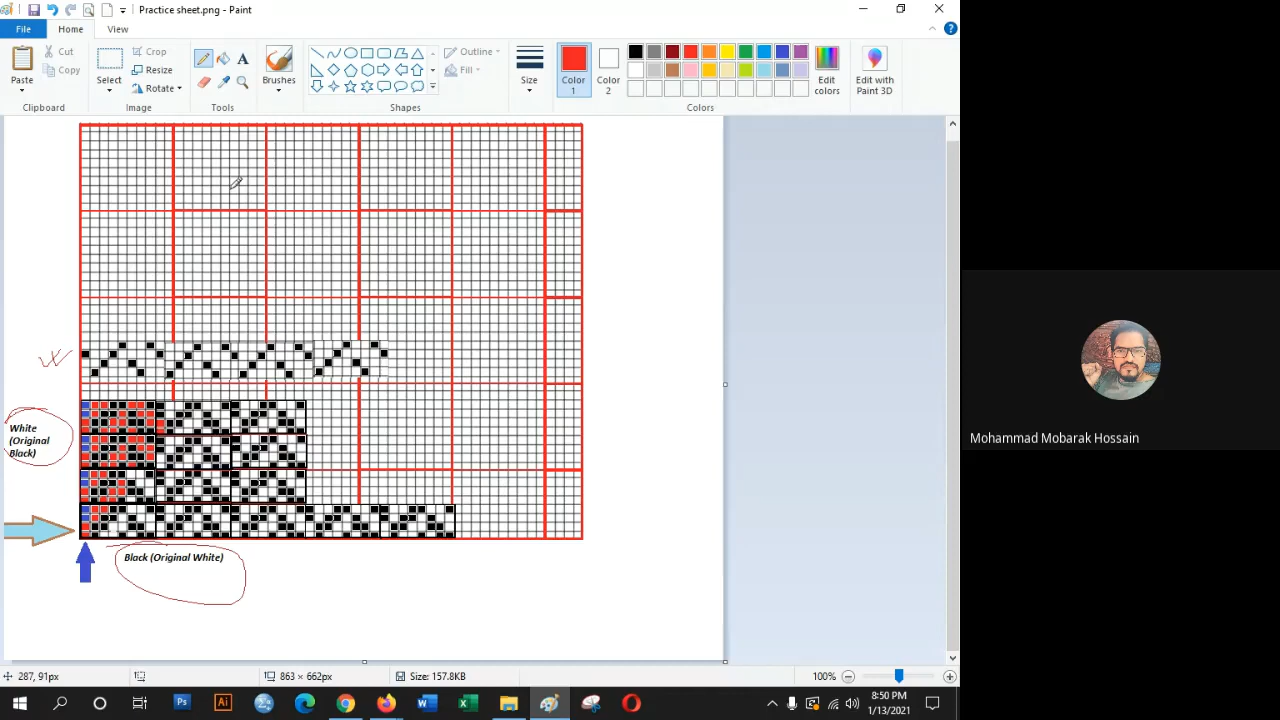 Practice sheet.png - Paint
File
Home
View
Paste
Cut
Copy
Clipboard
Select
Crop
Resize
Rotate
Image
A
Tools
Brushes
Shapes
Outline
Fill
Size
Color 1
Color 2
Edit colors
Colors
Edit with Paint 3D
White
(Original
Black)
Black (Original White)
Mohammad Mobarak Hossain
287, 91px
863 × 662px
Size: 157.8KB
100%
8:50 PM
1/13/2021